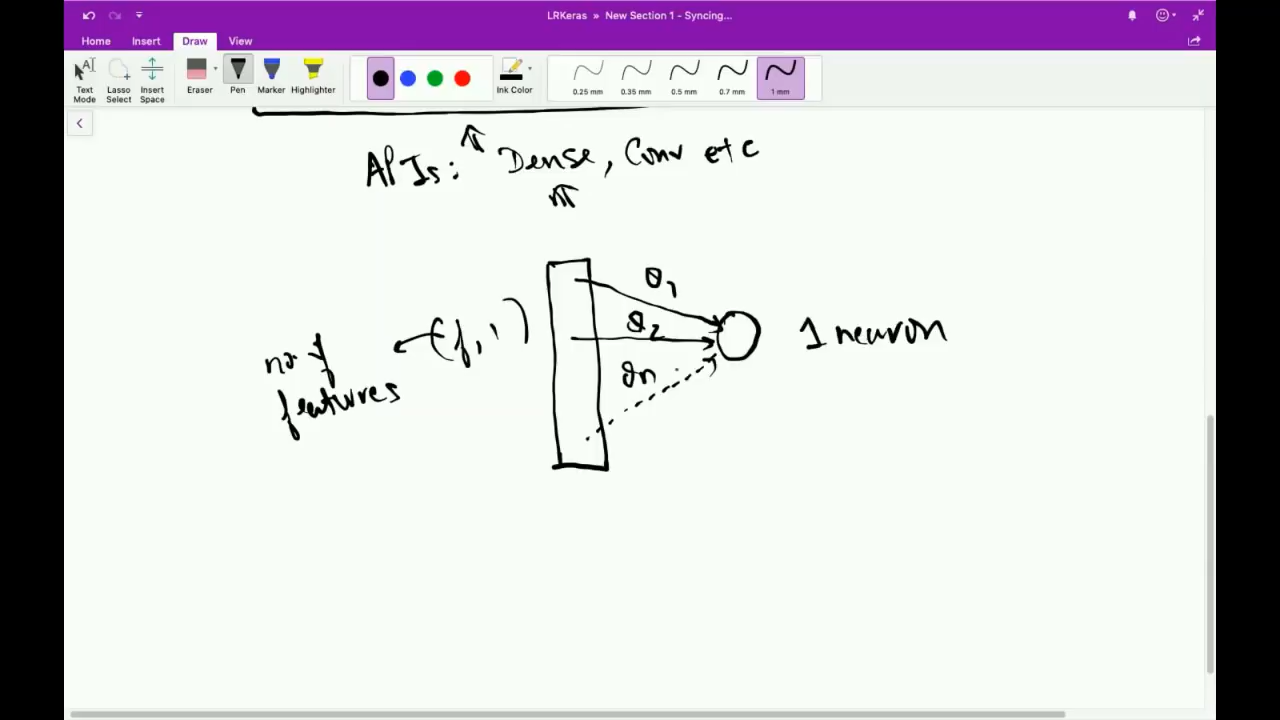 LRKeras » New Section 1 - Syncing...
Home Insert Draw View
Text Mode
Lasso Select
Insert Space
Eraser
Pen
Marker
Highlighter
Ink Color
0.25 mm
0.35 mm
0.5 mm
0.7 mm
1 mm
APIs: Dense, Conv etc
θ1
θ2
θn
(f, 1)
no of
features
1 neuron